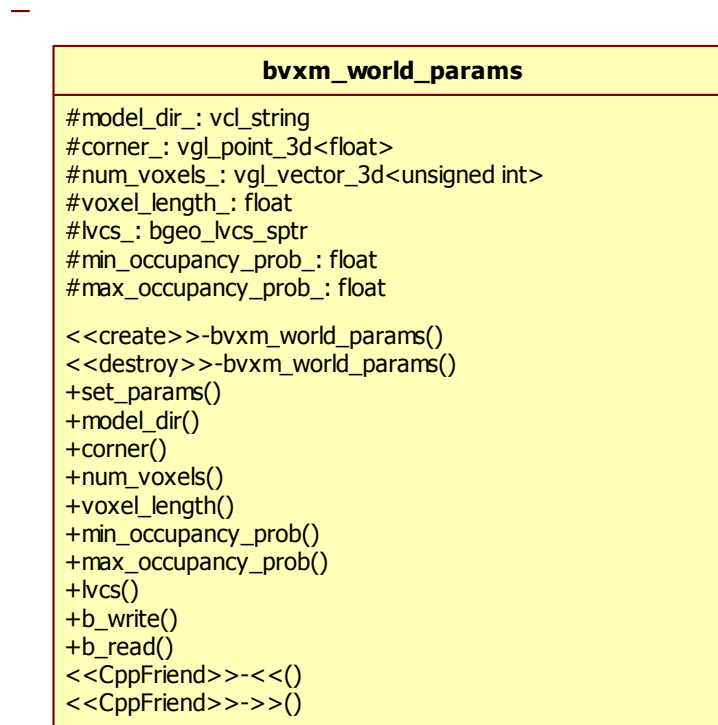 bvxm_world_params
#model_dir_: vcl_string
#corner_: vgl_point_3d<float>
#num_voxels_: vgl_vector_3d<unsigned int>
#voxel_length_: float
#lvcs_: bgeo_lvcs_sptr
#min_occupancy_prob_: float
#max_occupancy_prob_: float
<<create>>-bvxm_world_params()
<<destroy>>-bvxm_world_params()
+set_params()
+model_dir()
+corner()
+num_voxels()
+voxel_length()
+min_occupancy_prob()
+max_occupancy_prob()
+lvcs()
+b_write()
+b_read()
<<CppFriend>>-<<()
<<CppFriend>>->>()